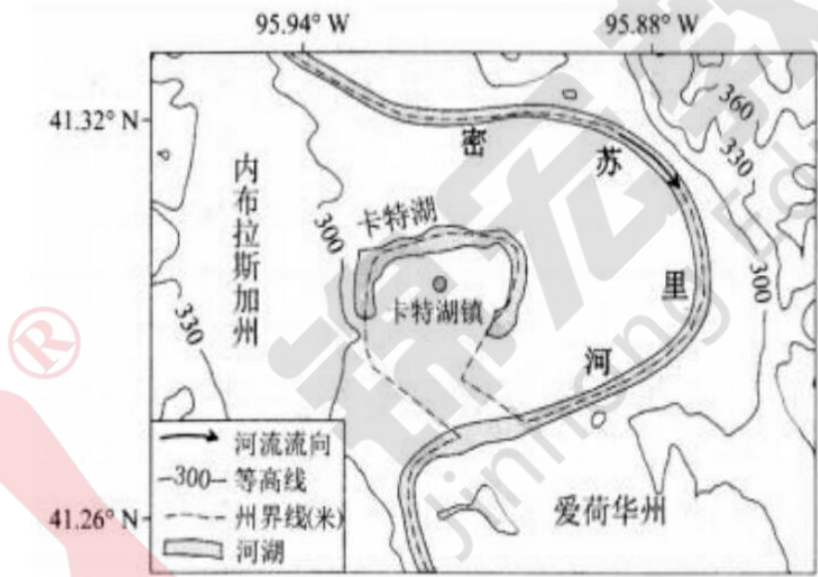 95.94° W
95.88° W
41.32° N
41.26° N
360
330
300
300
330
内布拉斯加州
密苏里河
卡特湖
卡特湖镇
爱荷华州
河流流向
-300- 等高线
州界线(米)
河湖
®
Jinhong Edu